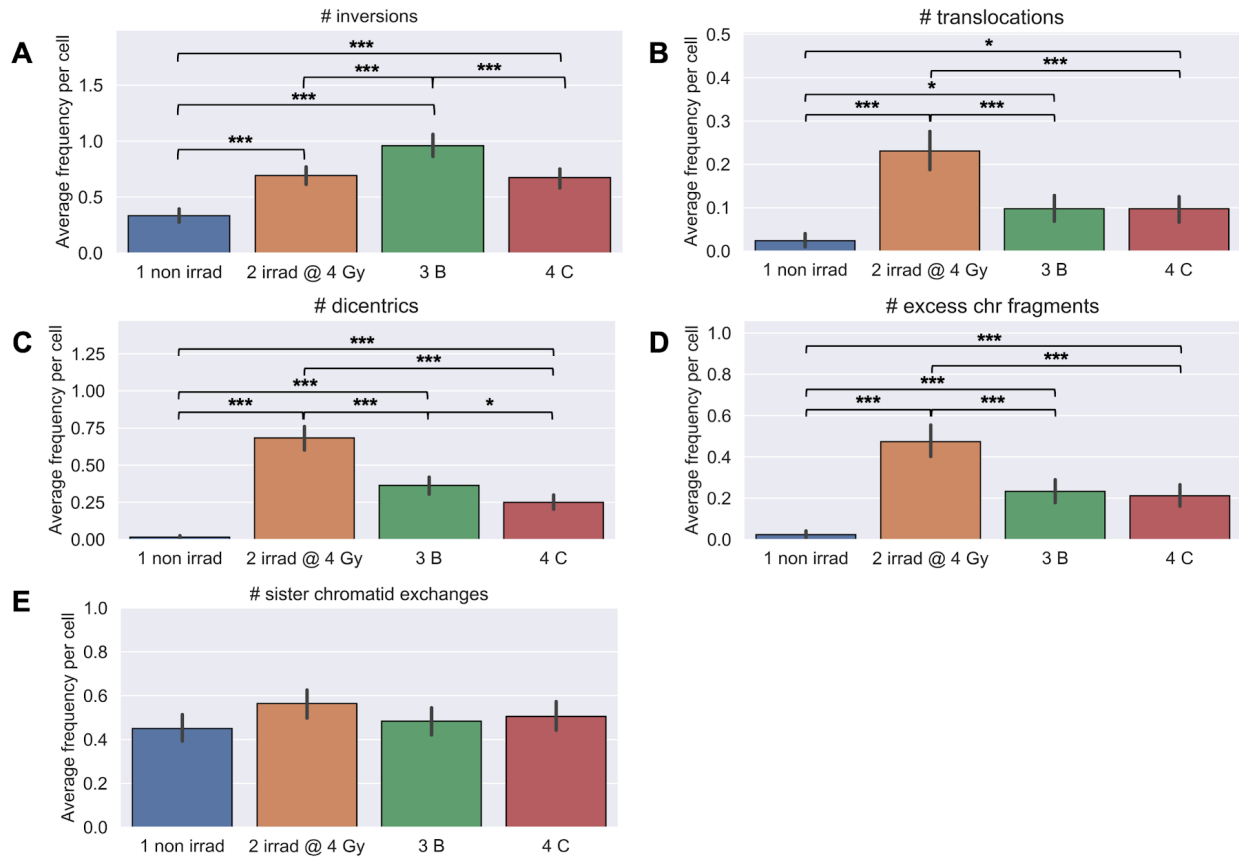 A
# inversions
Average frequency per cell
1.5
1.0
0.5
0.0
***
***
***
***
***
1 non irrad
2 irrad @ 4 Gy
3 B
4 C
B
# translocations
Average frequency per cell
0.5
0.4
0.3
0.2
0.1
0.0
*
***
*
***
***
1 non irrad
2 irrad @ 4 Gy
3 B
4 C
C
# dicentrics
Average frequency per cell
1.25
1.00
0.75
0.50
0.25
0.00
***
***
***
***
***
*
1 non irrad
2 irrad @ 4 Gy
3 B
4 C
D
# excess chr fragments
Average frequency per cell
1.0
0.8
0.6
0.4
0.2
0.0
***
***
***
***
***
1 non irrad
2 irrad @ 4 Gy
3 B
4 C
E
# sister chromatid exchanges
Average frequency per cell
1.0
0.8
0.6
0.4
0.2
0.0
1 non irrad
2 irrad @ 4 Gy
3 B
4 C